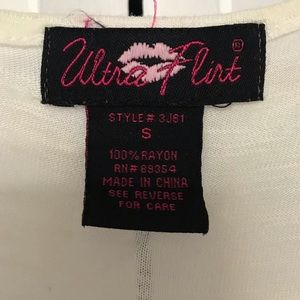 Ultra Flirt ®
STYLE# 3J61
S
100% RAYON
RN# 89354
MADE IN CHINA
SEE REVERSE
FOR CARE